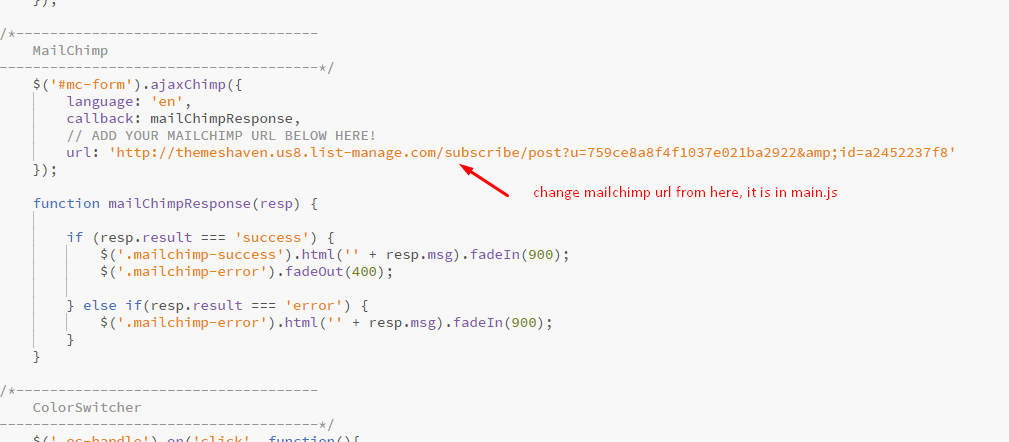 });
/*------------------------------------
MailChimp
--------------------------------------*/
$('#mc-form').ajaxChimp({
language: 'en',
callback: mailChimpResponse,
// ADD YOUR MAILCHIMP URL BELOW HERE!
url: 'http://themeshaven.us8.list-manage.com/subscribe/post?u=759ce8a8f4f1037e021ba2922&amp;id=a2452237f8'
});
change mailchimp url from here, it is in main.js
function mailChimpResponse(resp) {
if (resp.result === 'success') {
$('.mailchimp-success').html('' + resp.msg).fadeIn(900);
$('.mailchimp-error').fadeOut(400);
} else if(resp.result === 'error') {
$('.mailchimp-error').html('' + resp.msg).fadeIn(900);
}
}
/*------------------------------------
ColorSwitcher
--------------------------------------*/
$('.ec-handle').on('click', function(){